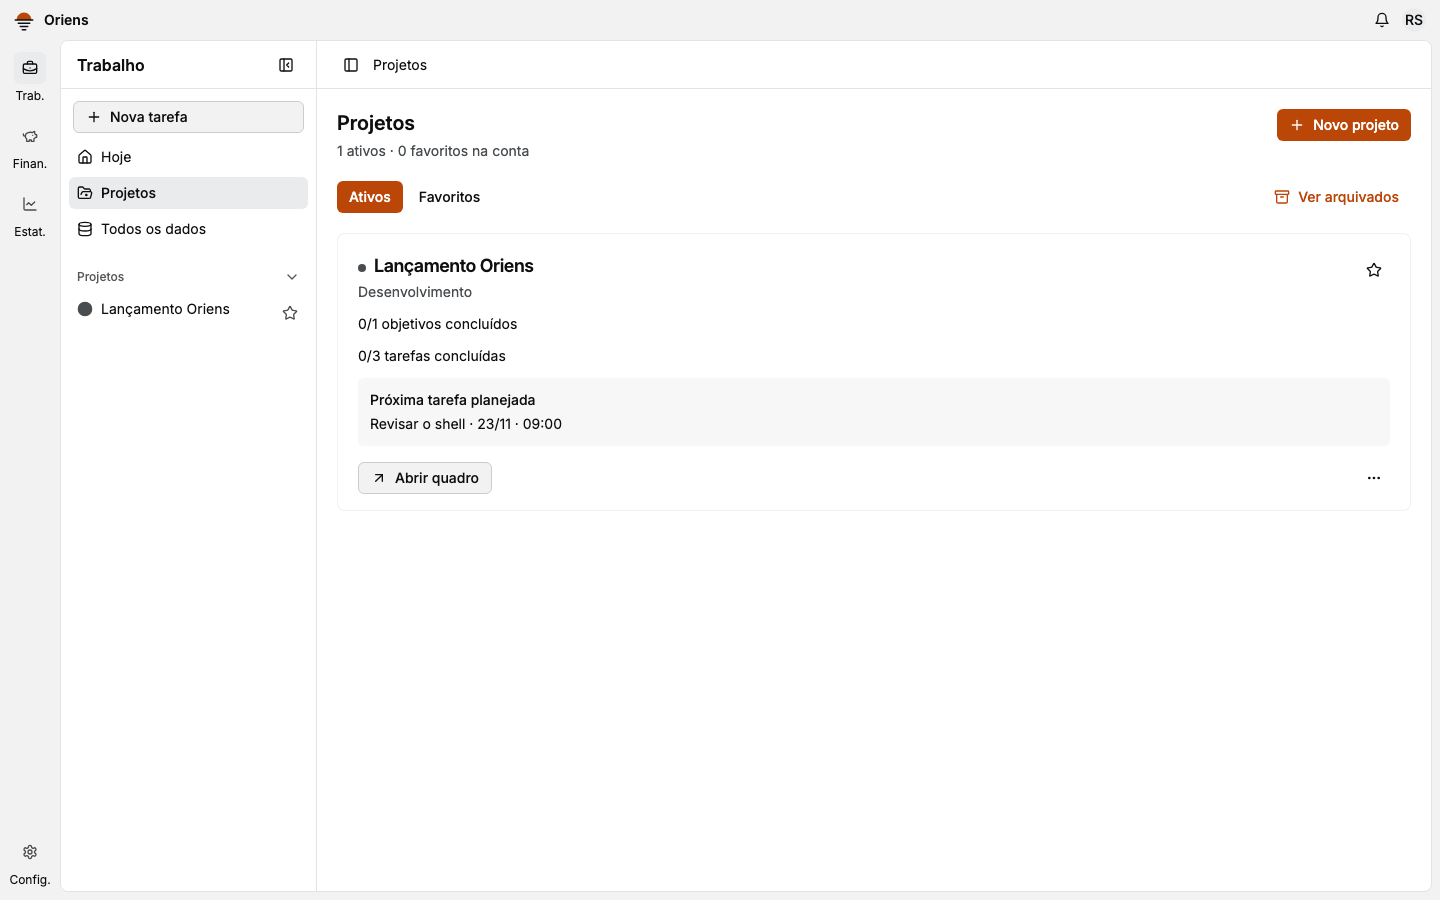 Oriens
RS
Trab.
Finan.
Estat.
Config.
Trabalho
Nova tarefa
Hoje
Projetos
Todos os dados
Projetos
Lançamento Oriens
Projetos
Projetos
1 ativos · 0 favoritos na conta
Novo projeto
Ativos
Favoritos
Ver arquivados
Lançamento Oriens
Desenvolvimento
0/1 objetivos concluídos
0/3 tarefas concluídas
Próxima tarefa planejada
Revisar o shell · 23/11 · 09:00
Abrir quadro